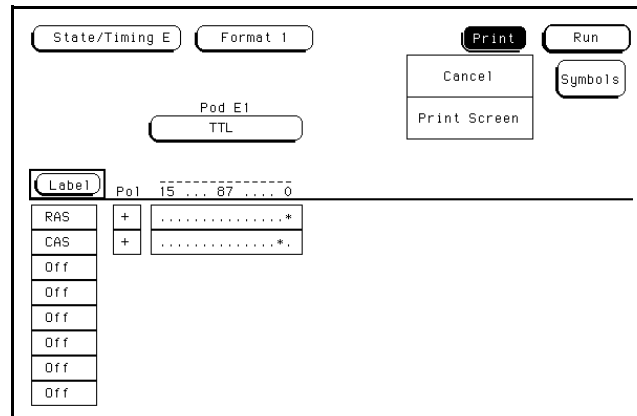 State/Timing E Format 1 Print Run
Cancel Symbols
Print Screen
Pod E1
TTL
Label Pol 15 ... 87 .... 0
RAS + ...............*
CAS + ..............*.
Off
Off
Off
Off
Off
Off